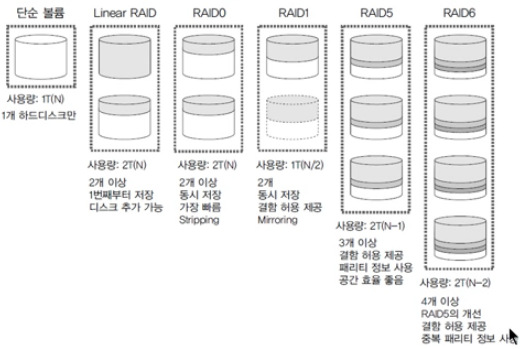 단순 볼륨
Linear RAID
RAID0
RAID1
RAID5
RAID6
사용량: 1T(N)
1개 하드디스크만
사용량: 2T(N)
2개 이상
1번째부터 저장
디스크 추가 가능
사용량: 2T(N)
2개 이상
동시 저장
가장 빠름
Stripping
사용량: 1T(N/2)
2개
동시 저장
결함 허용 제공
Mirroring
사용량: 2T(N-1)
3개 이상
결함 허용 제공
패리티 정보 사용
공간 효율 좋음
사용량: 2T(N-2)
4개 이상
RAID5의 개선
결함 허용 제공
중복 패리티 정보